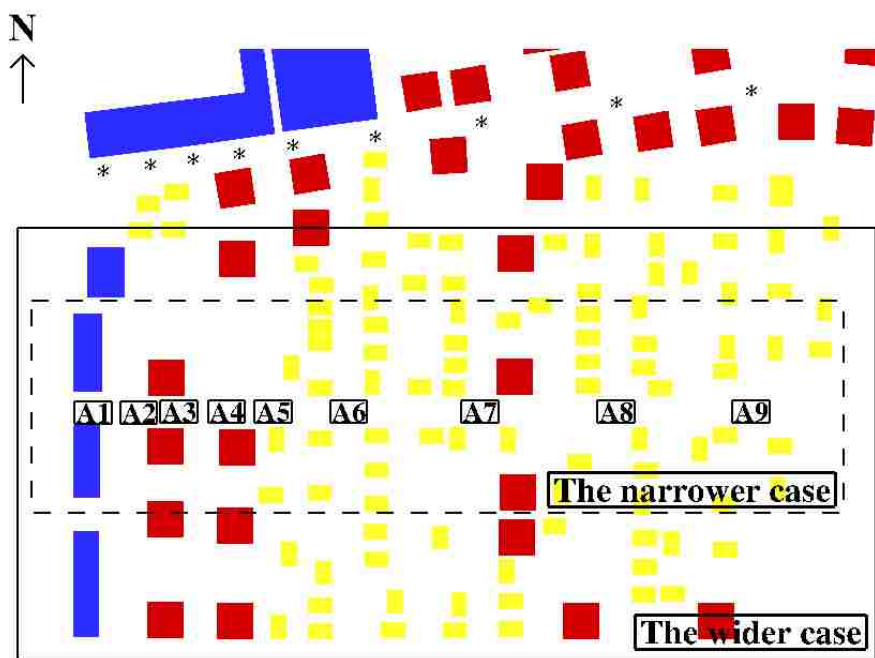 N
* * * * * * * * *
A1 A2 A3 A4 A5 A6 A7 A8 A9
The narrower case
The wider case